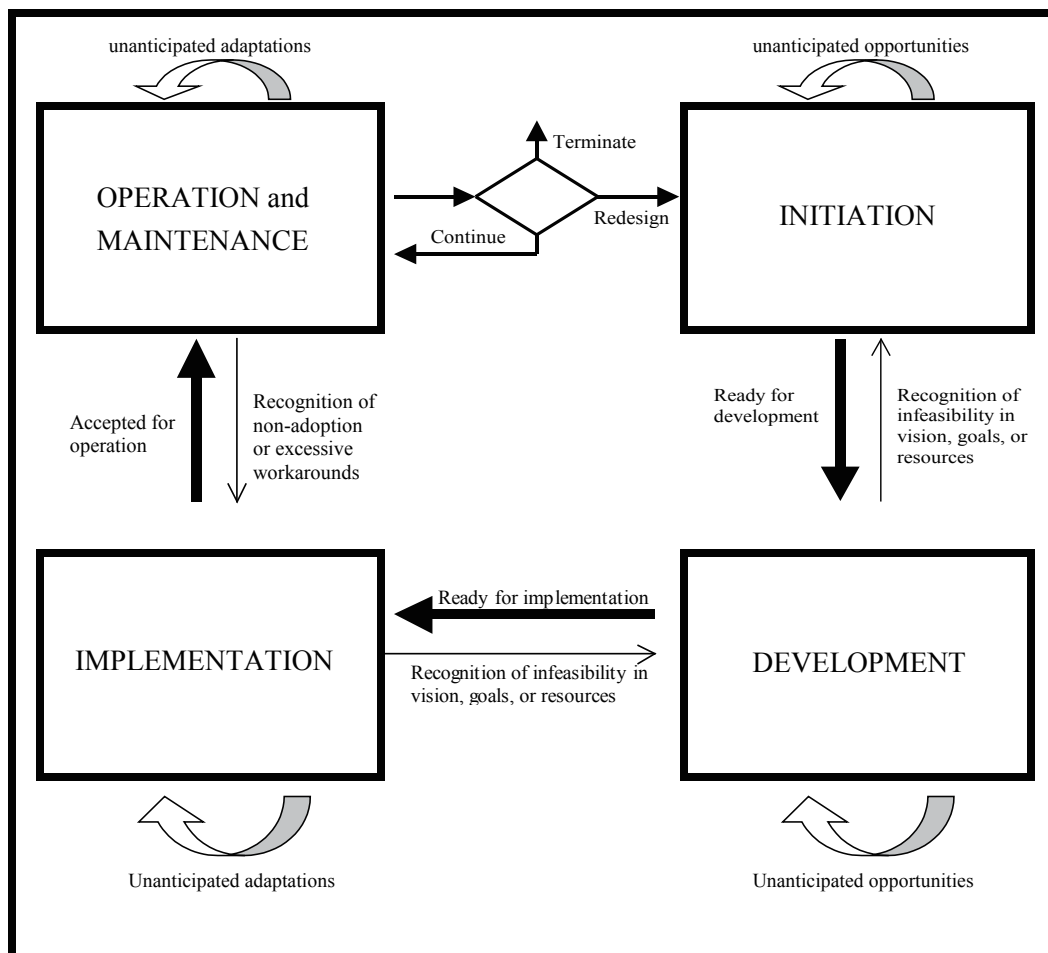 unanticipated adaptations
unanticipated opportunities
Terminate
OPERATION and
MAINTENANCE
INITIATION
Redesign
Continue
Accepted for
operation
Recognition of
non-adoption
or excessive
workarounds
Ready for
development
Recognition of
infeasibility in
vision, goals, or
resources
Ready for implementation
IMPLEMENTATION
Recognition of infeasibility in
vision, goals, or resources
DEVELOPMENT
Unanticipated adaptations
Unanticipated opportunities